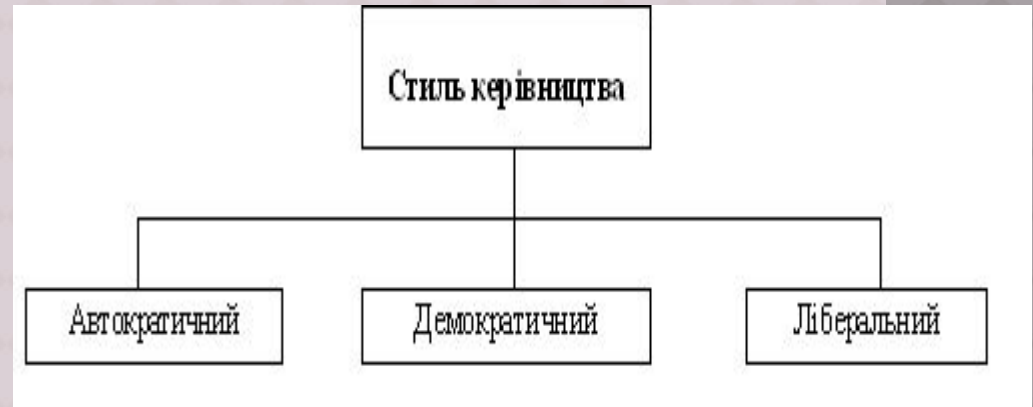 Стиль керівництва
Автократичний
Демократичний
Ліберальний